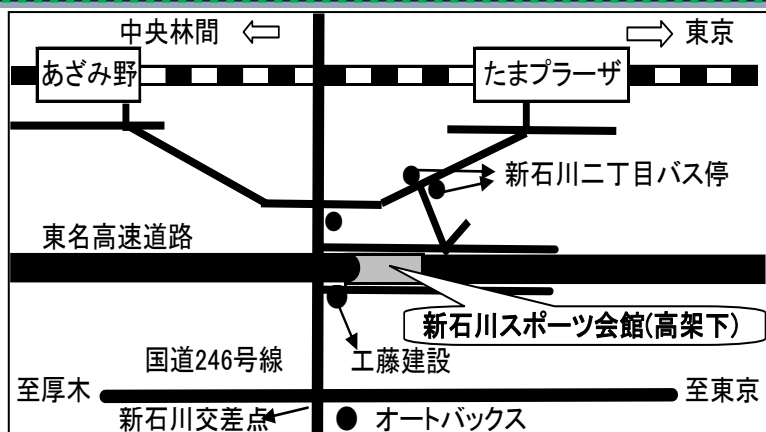 中央林間
東京
あざみ野
たまプラーザ
新石川二丁目バス停
東名高速道路
新石川スポーツ会館(高架下)
国道246号線
工藤建設
至厚木
至東京
新石川交差点
オートバックス